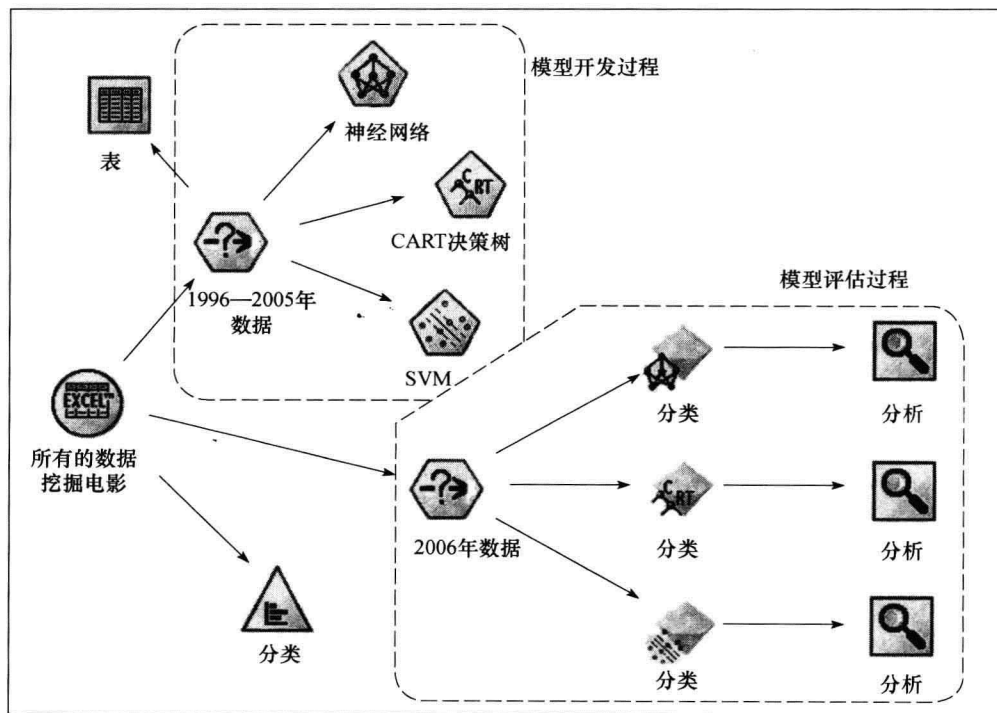 模型开发过程
神经网络
表
CART决策树
1996—2005年
数据
SVM
模型评估过程
EXCEL™
所有的数据
挖掘电影
分类
分析
CRT
2006年数据
CRT
分类
分析
分类
分类
分析